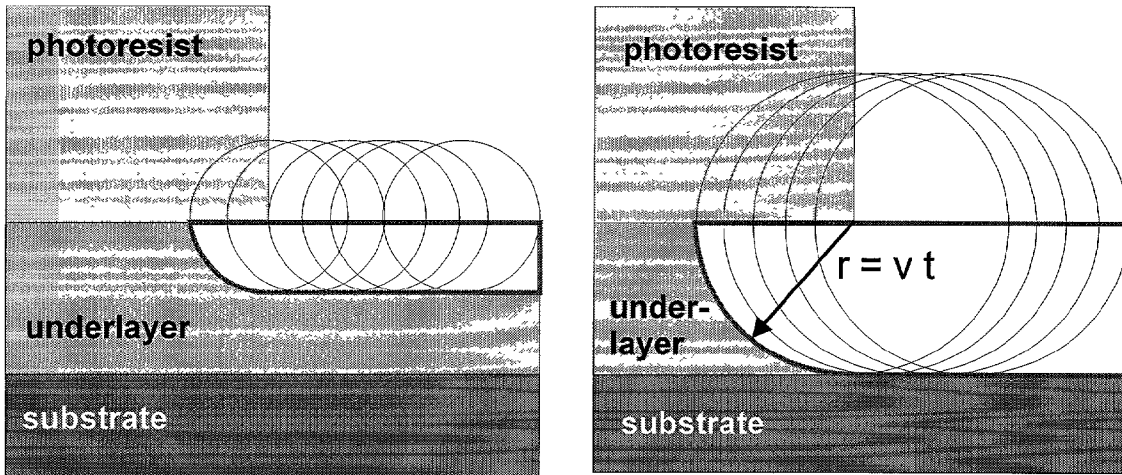 photoresist
underlayer
substrate
photoresist
r = v t
under-
layer
substrate